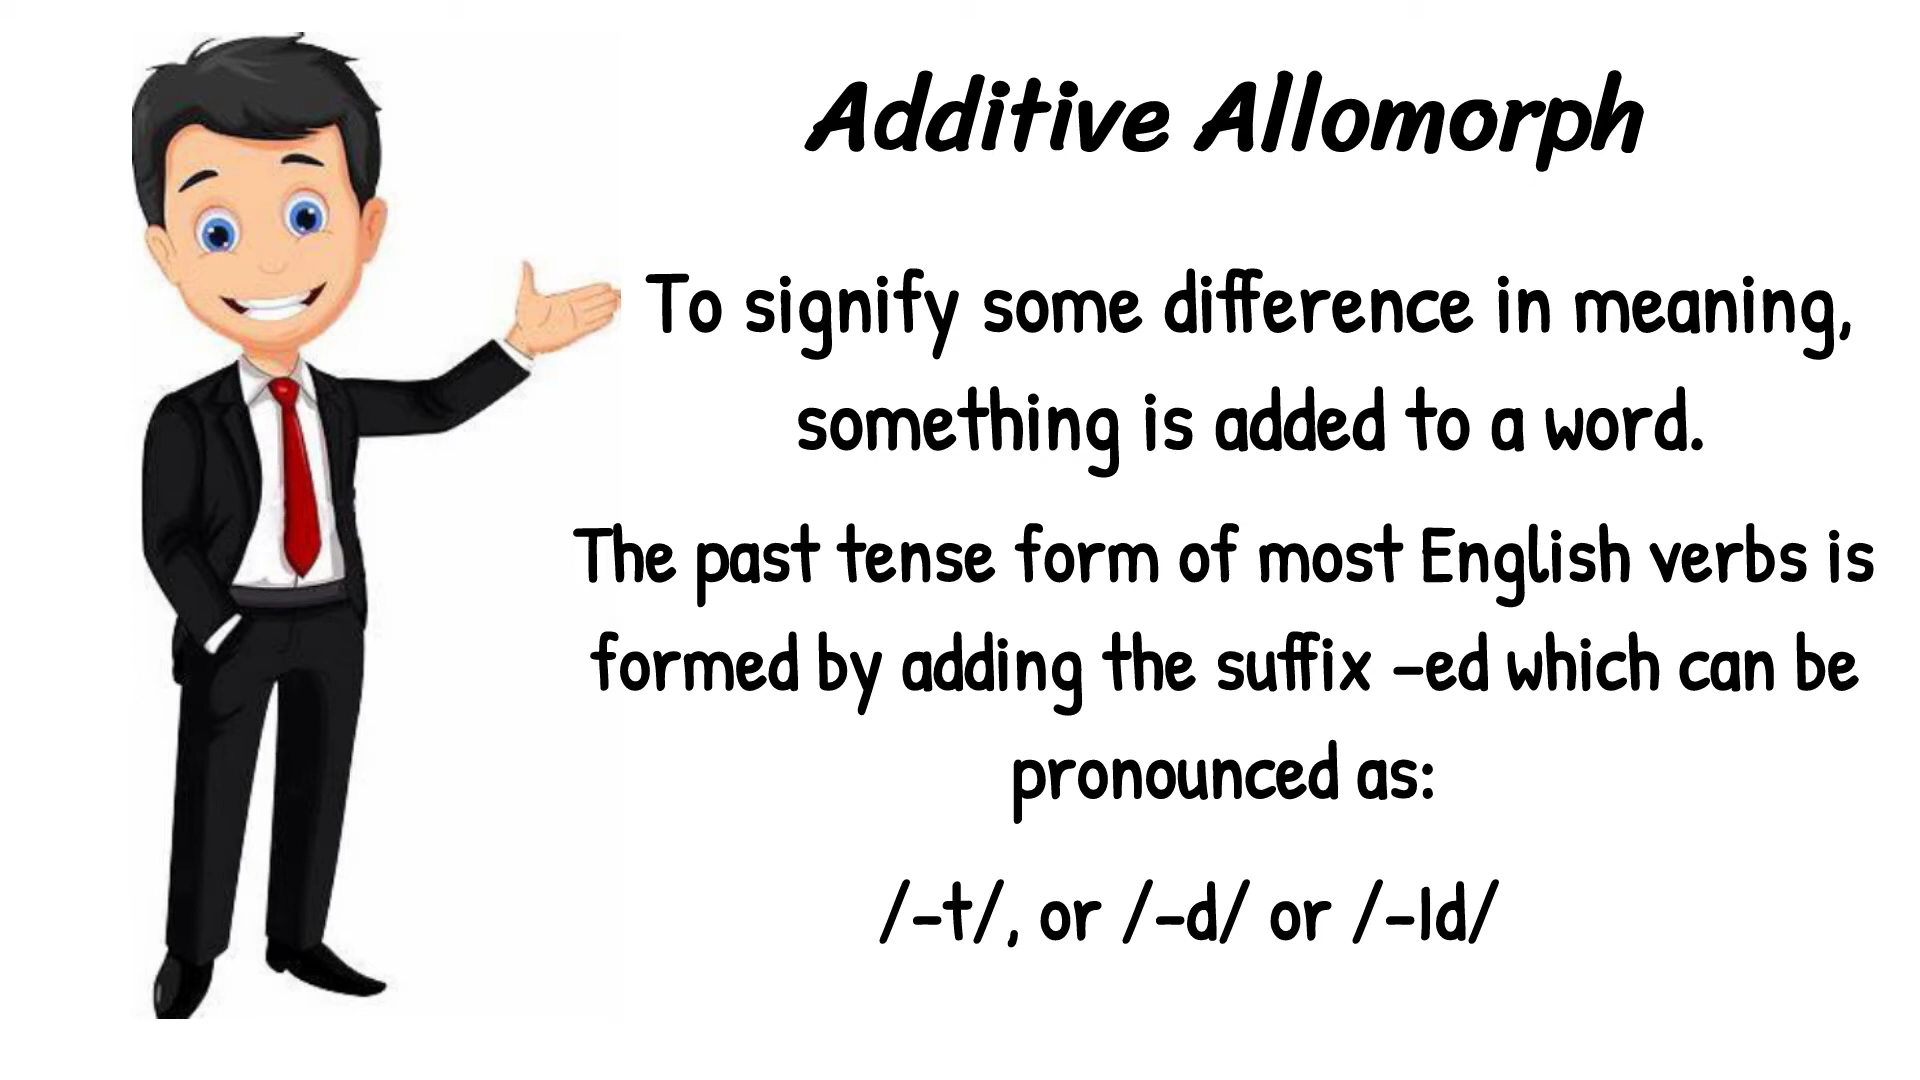 Additive Allomorph
To signify some difference in meaning,
something is added to a word.
The past tense form of most English verbs is
formed by adding the suffix -ed which can be
pronounced as:
/-t/, or /-d/ or /-Id/